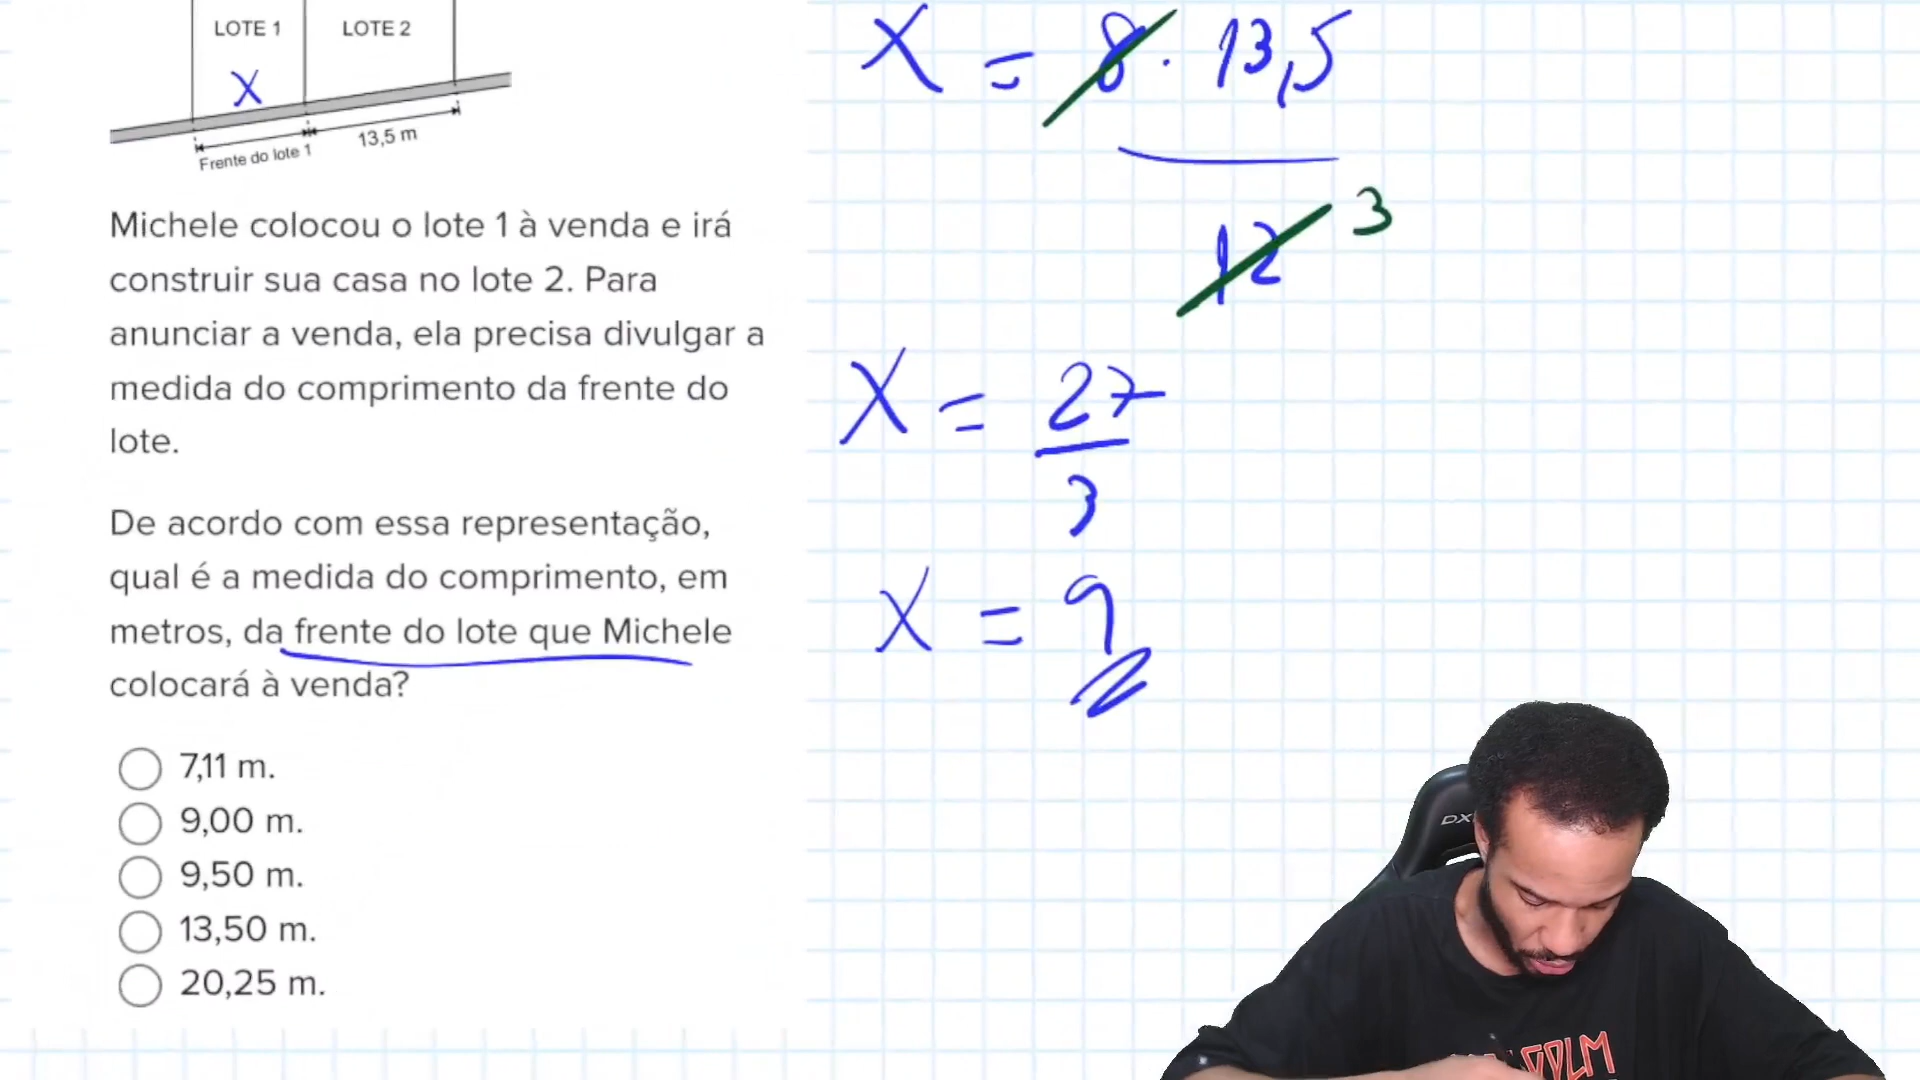 LOTE 1
LOTE 2
X
Frente do lote 1
13,5 m
Michele colocou o lote 1 à venda e irá
construir sua casa no lote 2. Para
anunciar a venda, ela precisa divulgar a
medida do comprimento da frente do
lote.
De acordo com essa representação,
qual é a medida do comprimento, em
metros, da frente do lote que Michele
colocará à venda?
7,11 m.
9,00 m.
9,50 m.
13,50 m.
20,25 m.
X = 8 . 13,5
12 3
X = 27
3
X = 9